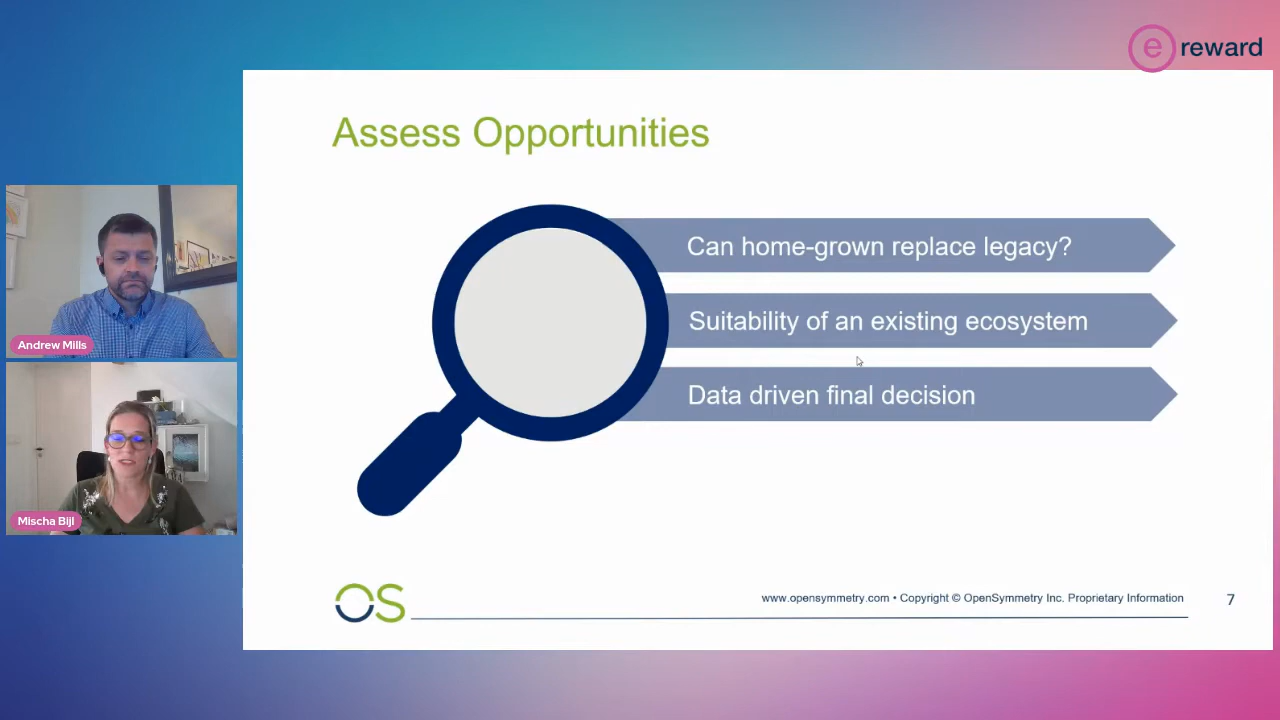 e reward
Assess Opportunities
Can home-grown replace legacy?
Suitability of an existing ecosystem
Data driven final decision
Andrew Mills
Mischa Bijl
OS
www.opensymmetry.com • Copyright © OpenSymmetry Inc. Proprietary Information
7